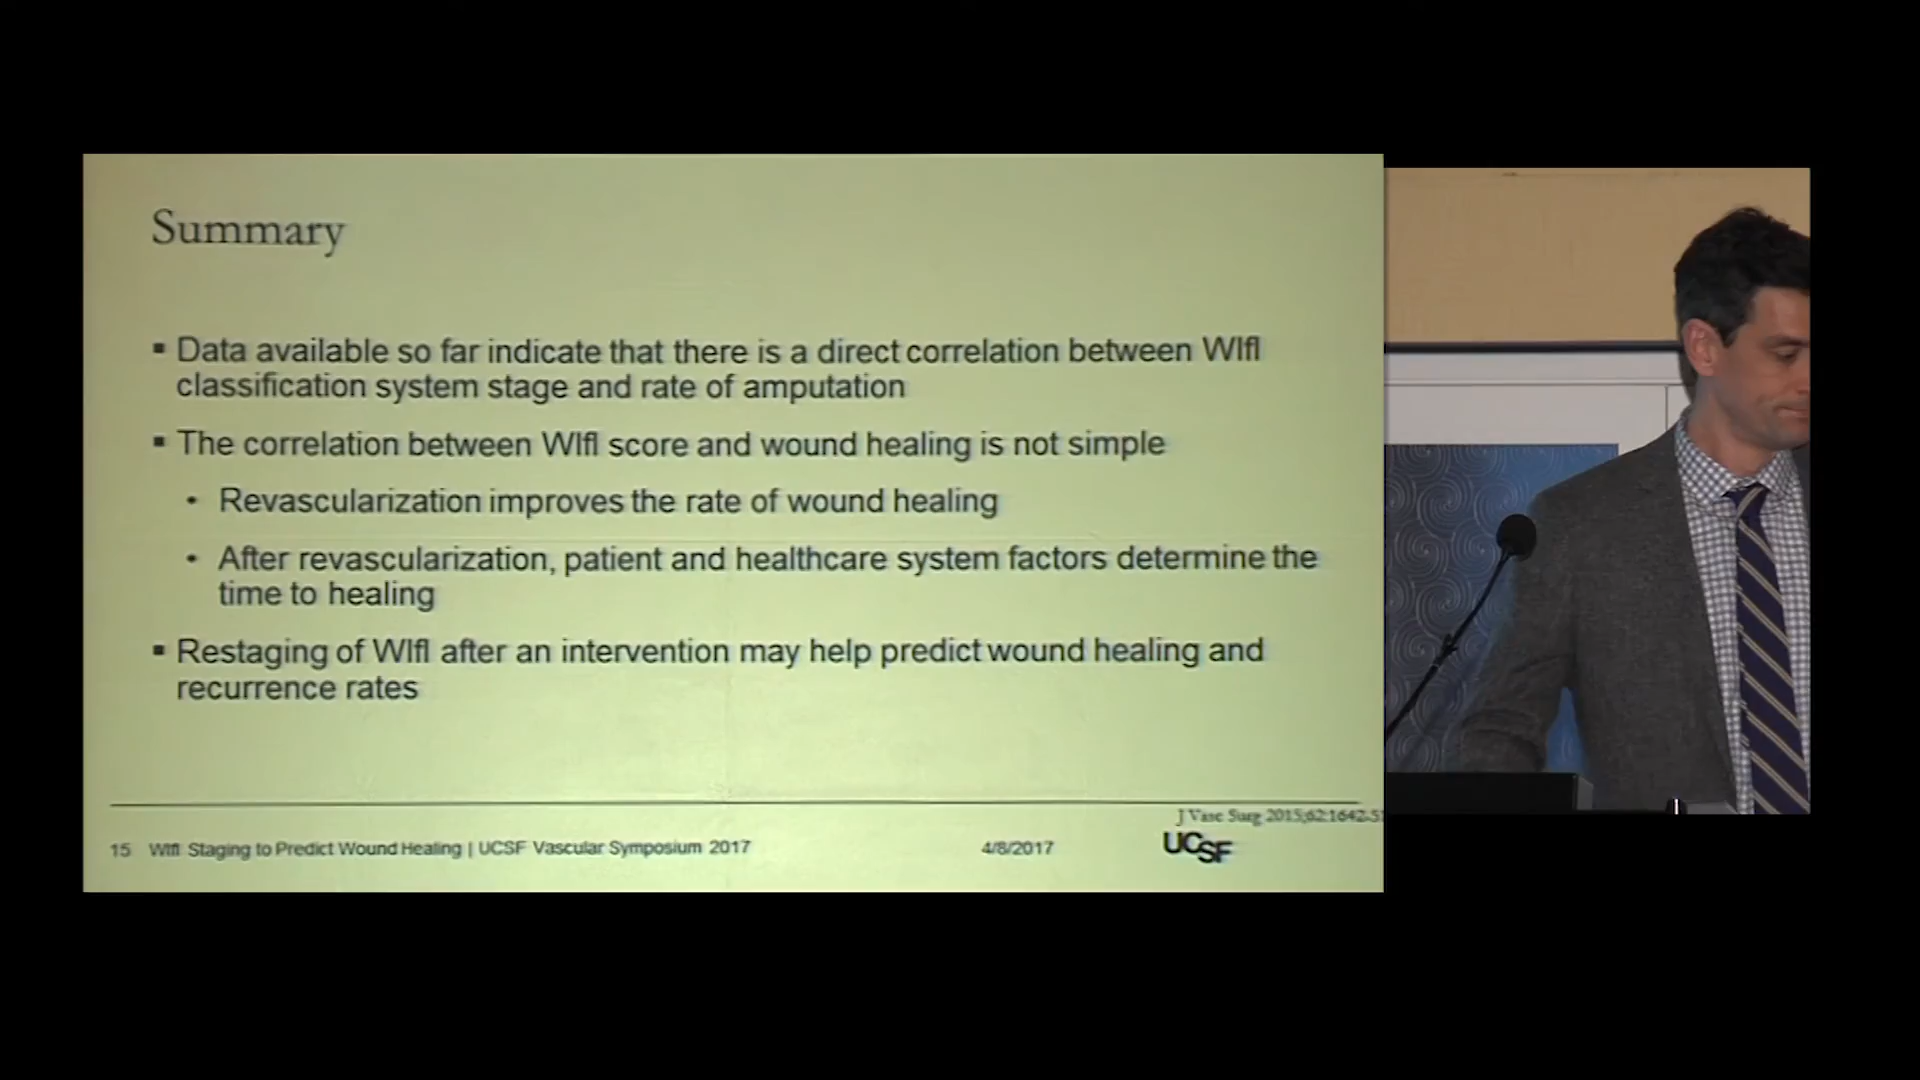 Summary
▪ Data available so far indicate that there is a direct correlation between WIfI
classification system stage and rate of amputation
▪ The correlation between WIfI score and wound healing is not simple
• Revascularization improves the rate of wound healing
• After revascularization, patient and healthcare system factors determine the
time to healing
▪ Restaging of WIfI after an intervention may help predict wound healing and
recurrence rates
J Vasc Surg 2015;62:1642-51
15 WIfI Staging to Predict Wound Healing | UCSF Vascular Symposium 2017
4/8/2017
UCSF